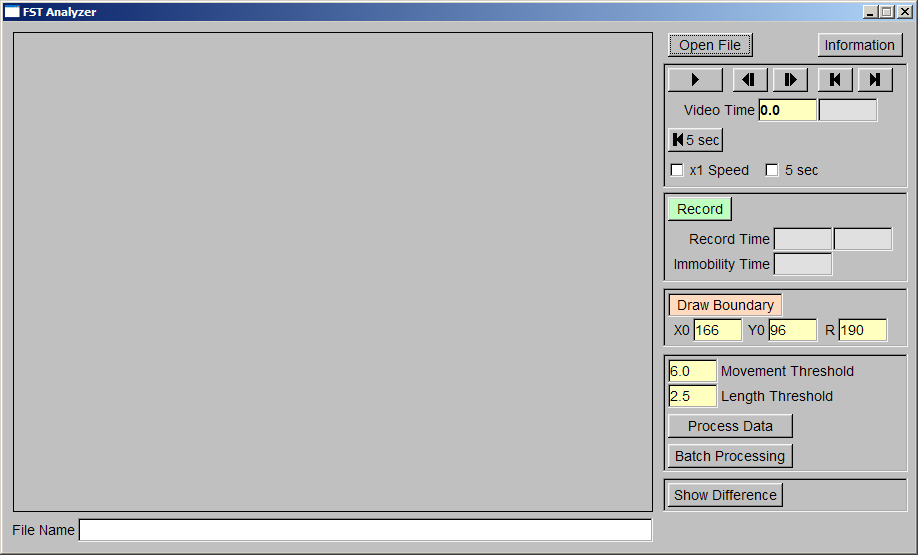 FST Analyzer
Open File Information
Video Time 0.0
5 sec
x1 Speed 5 sec
Record
Record Time
Immobility Time
Draw Boundary
X0 166 Y0 96 R 190
6.0 Movement Threshold
2.5 Length Threshold
Process Data
Batch Processing
Show Difference
File Name